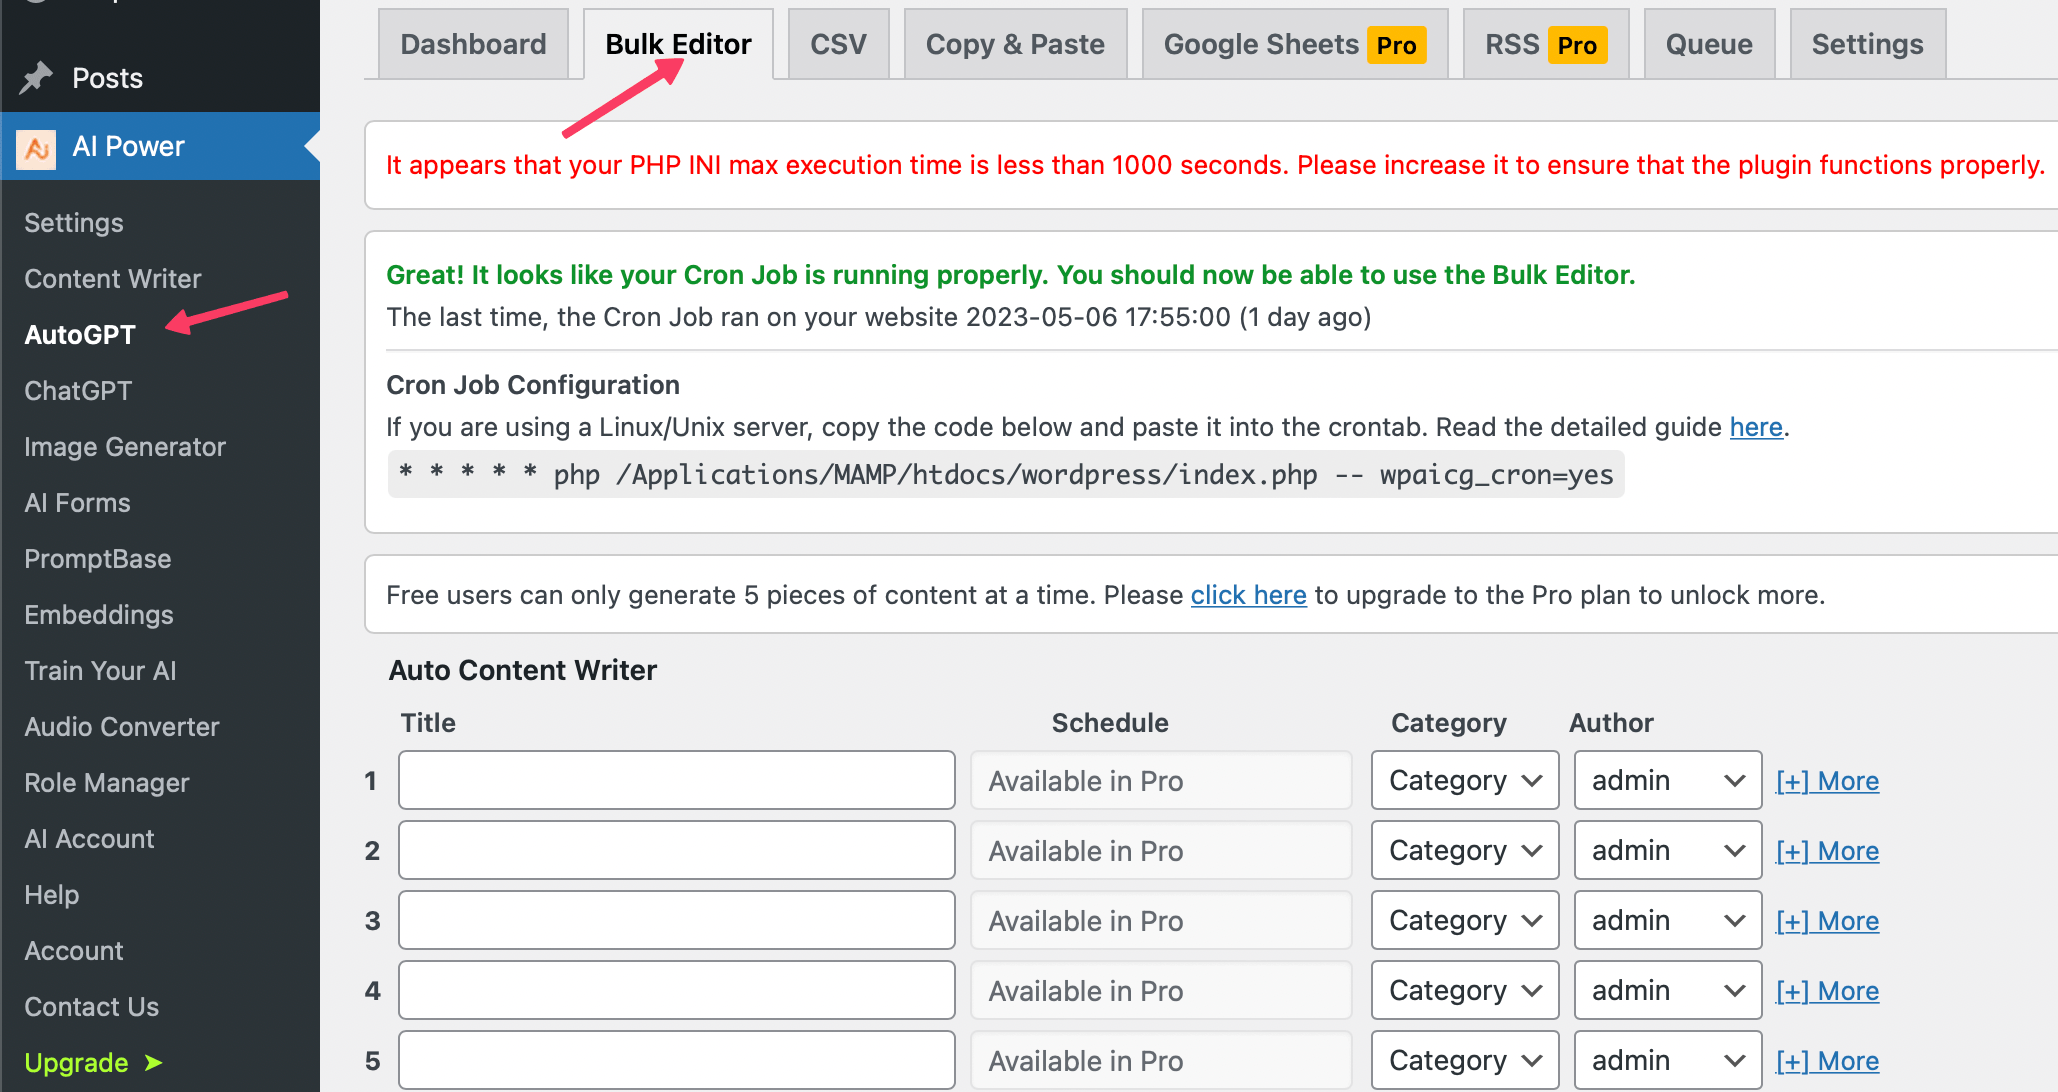 Posts
AI Power
Settings
Content Writer
AutoGPT
ChatGPT
Image Generator
AI Forms
PromptBase
Embeddings
Train Your AI
Audio Converter
Role Manager
AI Account
Help
Account
Contact Us
Upgrade ➤
Dashboard
Bulk Editor
CSV
Copy & Paste
Google Sheets Pro
RSS Pro
Queue
Settings
It appears that your PHP INI max execution time is less than 1000 seconds. Please increase it to ensure that the plugin functions properly.
Great! It looks like your Cron Job is running properly. You should now be able to use the Bulk Editor.
The last time, the Cron Job ran on your website 2023-05-06 17:55:00 (1 day ago)
Cron Job Configuration
If you are using a Linux/Unix server, copy the code below and paste it into the crontab. Read the detailed guide here.
* * * * * php /Applications/MAMP/htdocs/wordpress/index.php -- wpaicg_cron=yes
Free users can only generate 5 pieces of content at a time. Please click here to upgrade to the Pro plan to unlock more.
Auto Content Writer
Title Schedule Category Author
1 Available in Pro Category admin [+] More
2 Available in Pro Category admin [+] More
3 Available in Pro Category admin [+] More
4 Available in Pro Category admin [+] More
5 Available in Pro Category admin [+] More